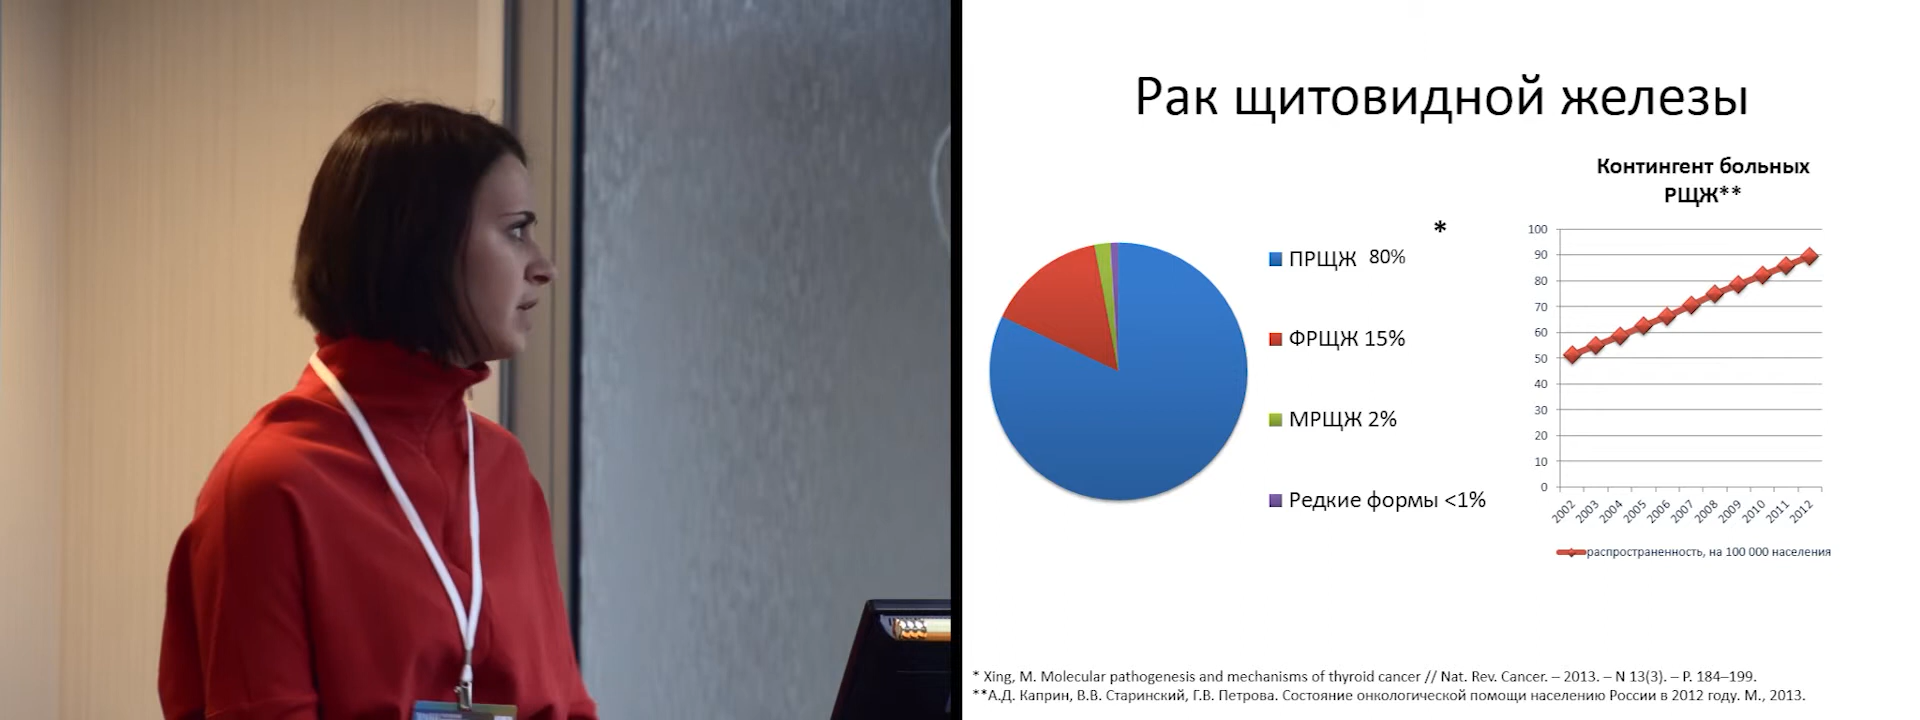 Рак щитовидной железы
*
ПРЩЖ 80%
ФРЩЖ 15%
МРЩЖ 2%
Редкие формы <1%
Контингент больных
РЩЖ**
100
90
80
70
60
50
40
30
20
10
0
2002 2003 2004 2005 2006 2007 2008 2009 2010 2011 2012
распространенность, на 100 000 населения
* Xing, M. Molecular pathogenesis and mechanisms of thyroid cancer // Nat. Rev. Cancer. – 2013. – N 13(3). – P. 184–199.
**А.Д. Каприн, В.В. Старинский, Г.В. Петрова. Состояние онкологической помощи населению России в 2012 году. М., 2013.